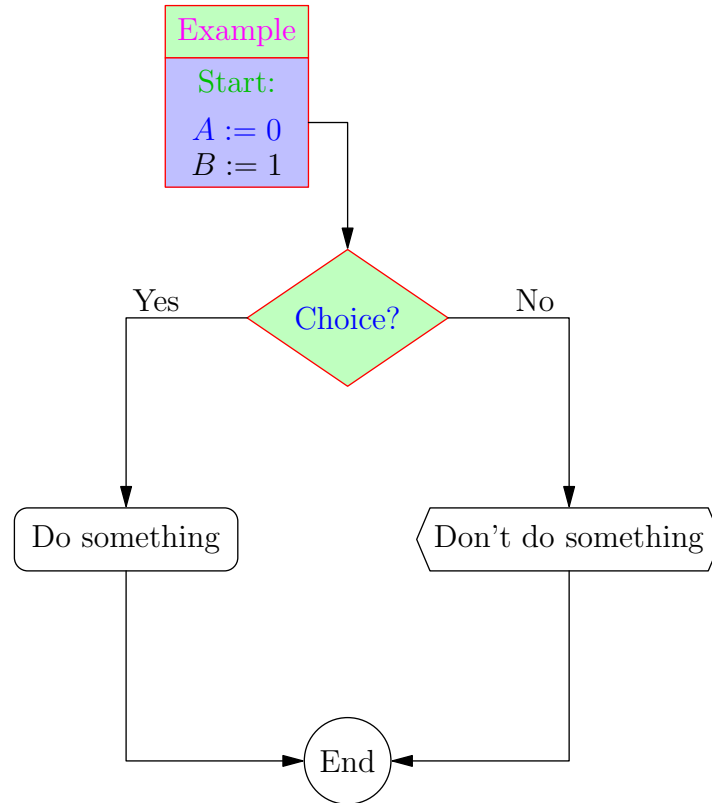 Example
Start:
A := 0
B := 1
Yes
No
Choice?
Do something
Don't do something
End